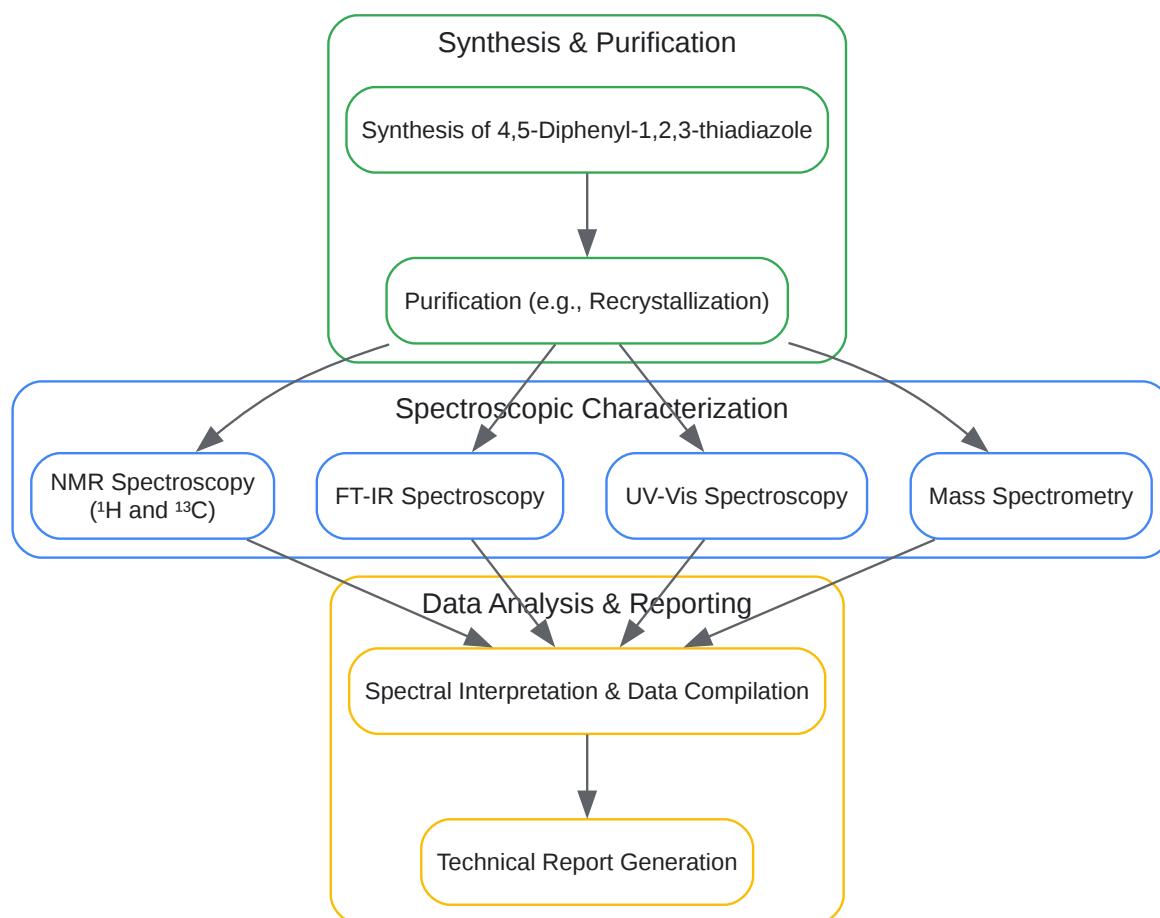 Synthesis & Purification
Synthesis of 4,5-Diphenyl-1,2,3-thiadiazole
Purification (e.g., Recrystallization)
Spectroscopic Characterization
NMR Spectroscopy
(¹H and ¹³C)
FT-IR Spectroscopy
UV-Vis Spectroscopy
Mass Spectrometry
Data Analysis & Reporting
Spectral Interpretation & Data Compilation
Technical Report Generation